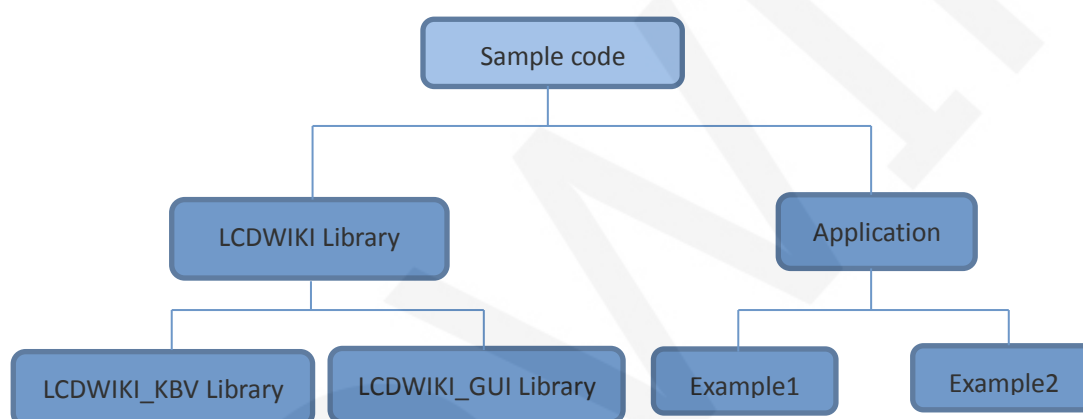 Sample code
LCDWIKI Library
Application
LCDWIKI_KBV Library
LCDWIKI_GUI Library
Example1
Example2